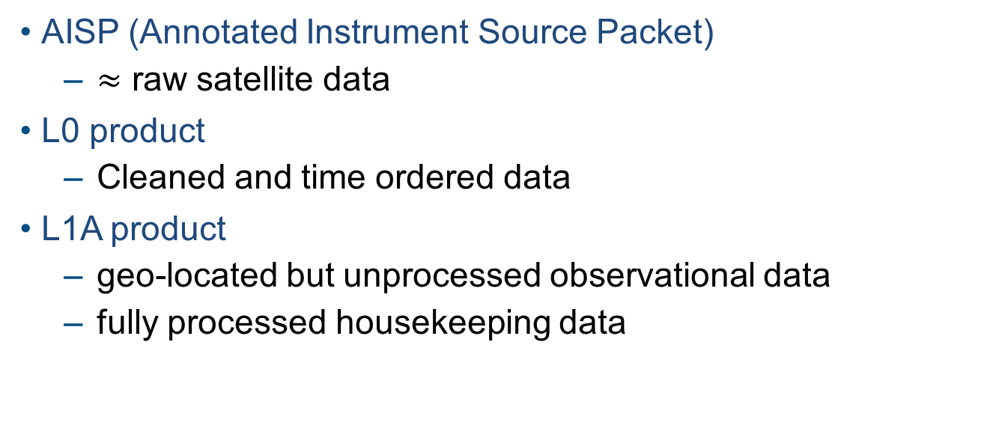 • AISP (Annotated Instrument Source Packet)
– ≈ raw satellite data
• L0 product
– Cleaned and time ordered data
• L1A product
– geo-located but unprocessed observational data
– fully processed housekeeping data